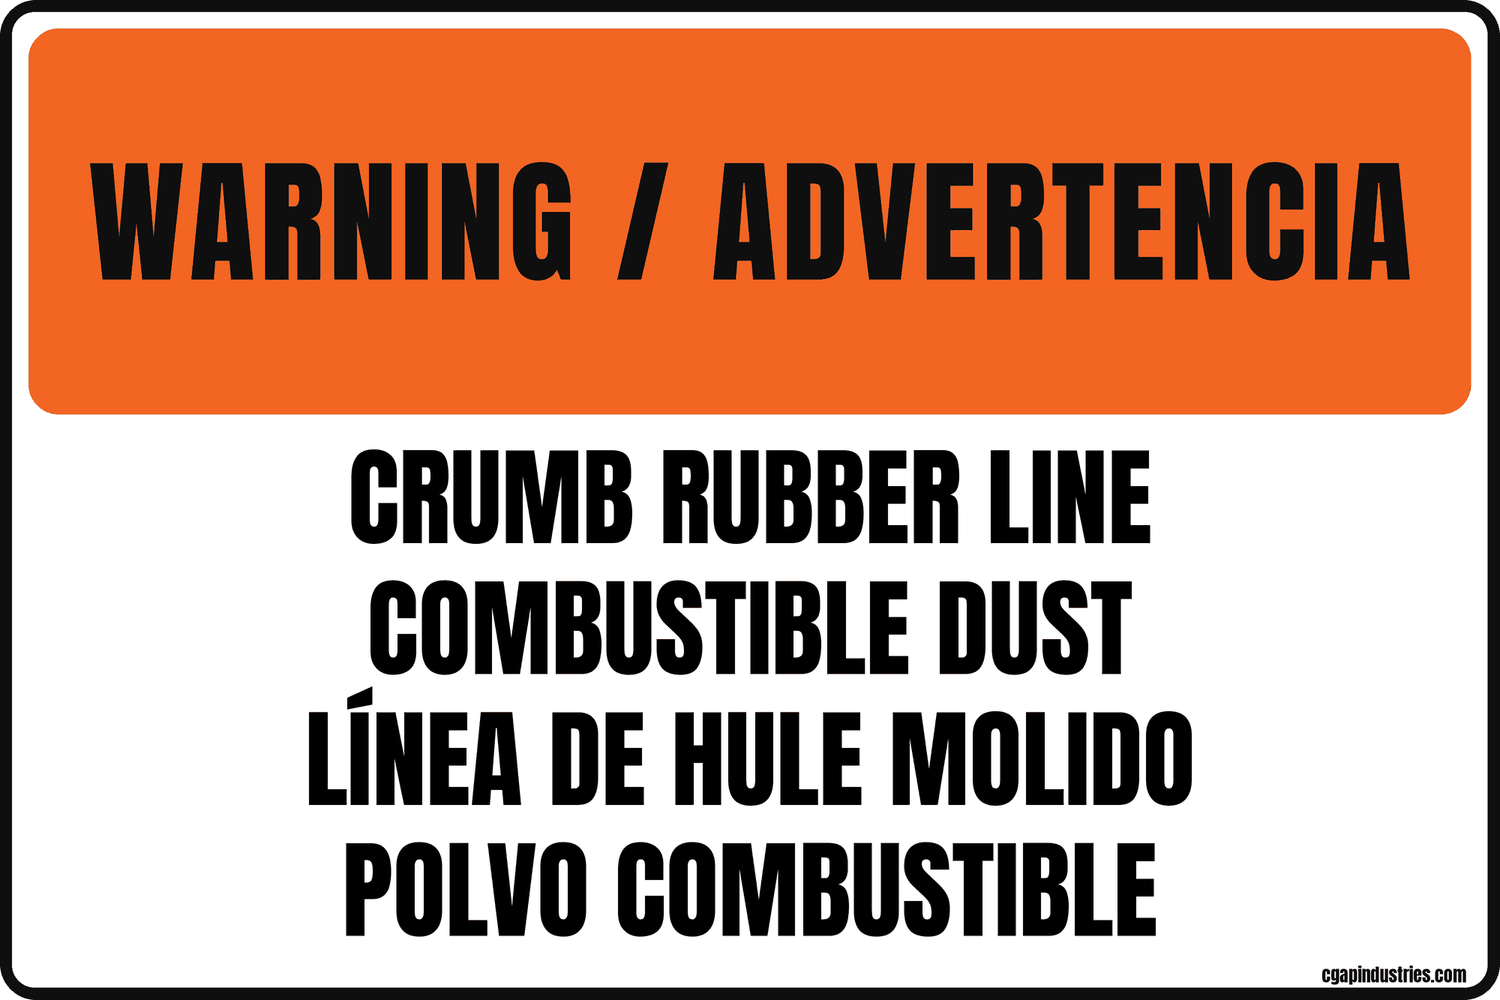 WARNING / ADVERTENCIA
CRUMB RUBBER LINE
COMBUSTIBLE DUST
LÍNEA DE HULE MOLIDO
POLVO COMBUSTIBLE
cgapindustries.com